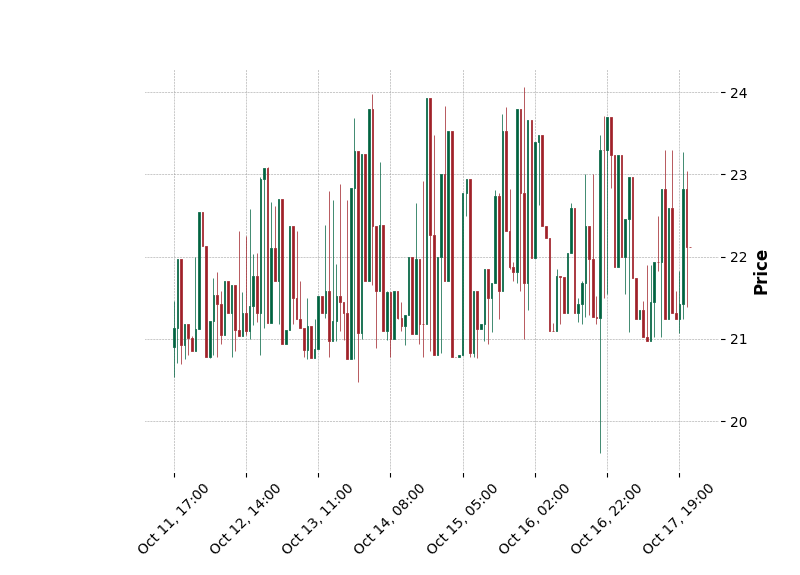 24
23
22
21
20
Price
Oct 11, 17:00
Oct 12, 14:00
Oct 13, 11:00
Oct 14, 08:00
Oct 15, 05:00
Oct 16, 02:00
Oct 16, 22:00
Oct 17, 19:00